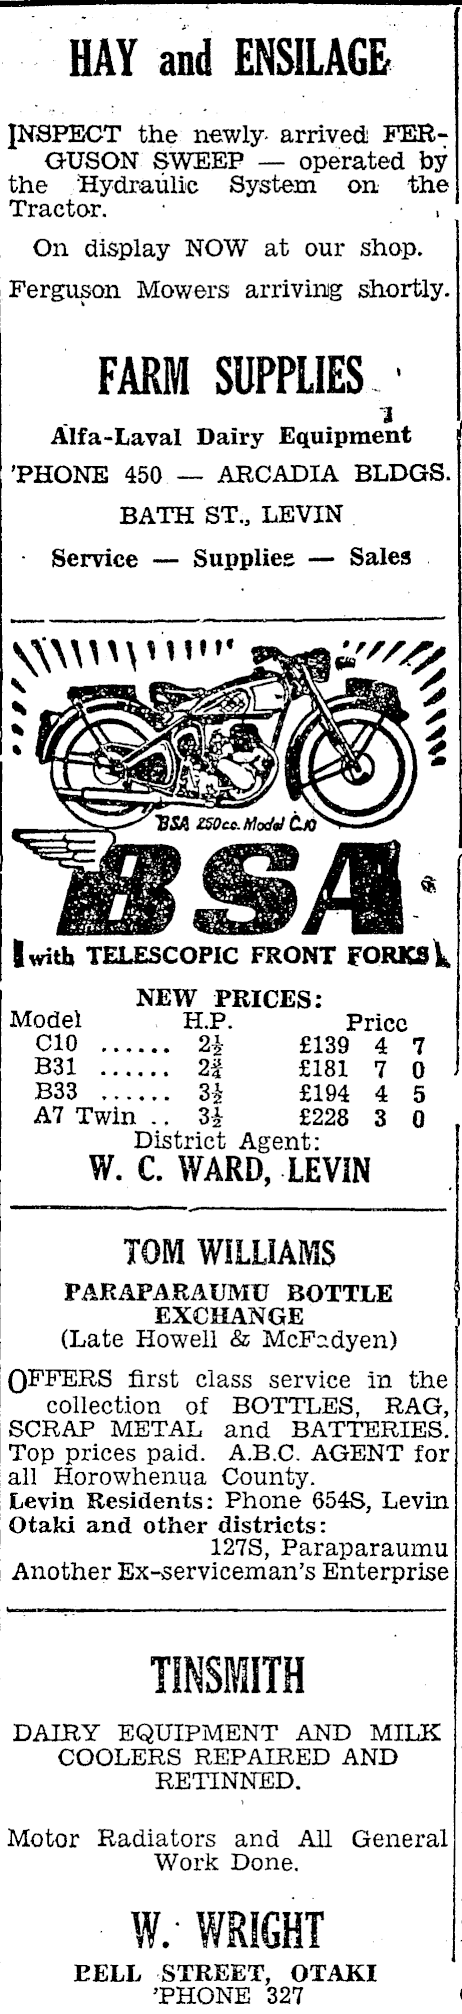 HAY and ENSILAGE
INSPECT the newly arrived FER-
GUSON SWEEP — operated by
the Hydraulic System on the
Tractor.
On display NOW at our shop.
Ferguson Mowers arriving shortly.
FARM SUPPLIES
Alfa-Laval Dairy Equipment
'PHONE 450 — ARCADIA BLDGS.
BATH ST., LEVIN
Service — Supplies — Sales
BSA 250cc. Model C.10
BSA
with TELESCOPIC FRONT FORKS
NEW PRICES:
Model H.P. Price
C10 ...... 2½ £139 4 7
B31 ...... 2¾ £181 7 0
B33 ...... 3½ £194 4 5
A7 Twin .. 3½ £228 3 0
District Agent:
W. C. WARD, LEVIN
TOM WILLIAMS
PARAPARAUMU BOTTLE
EXCHANGE
(Late Howell & McFadyen)
OFFERS first class service in the
collection of BOTTLES, RAG,
SCRAP METAL and BATTERIES.
Top prices paid. A.B.C. AGENT for
all Horowhenua County.
Levin Residents: Phone 654S, Levin
Otaki and other districts:
127S, Paraparaumu
Another Ex-serviceman's Enterprise
TINSMITH
DAIRY EQUIPMENT AND MILK
COOLERS REPAIRED AND
RETINNED.
Motor Radiators and All General
Work Done.
W. WRIGHT
BELL STREET, OTAKI
'PHONE 327